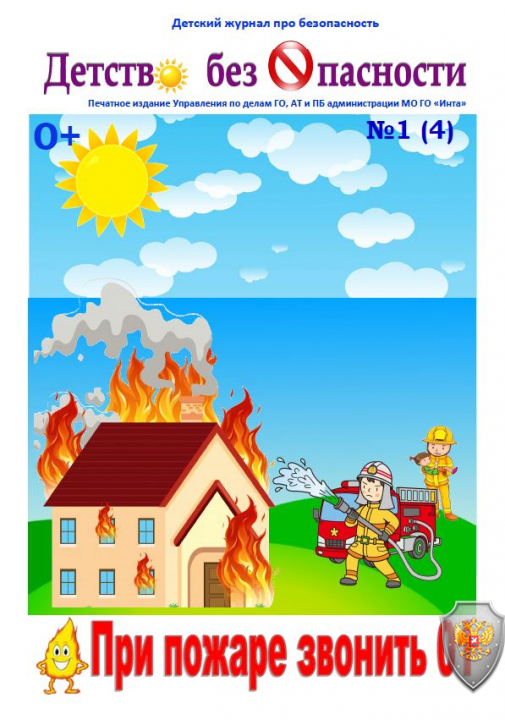 Детский журнал про безопасность
Детство без Опасности
Печатное издание Управления по делам ГО, АТ и ПБ администрации МО ГО «Инта»
0+
№1 (4)
При пожаре звонить